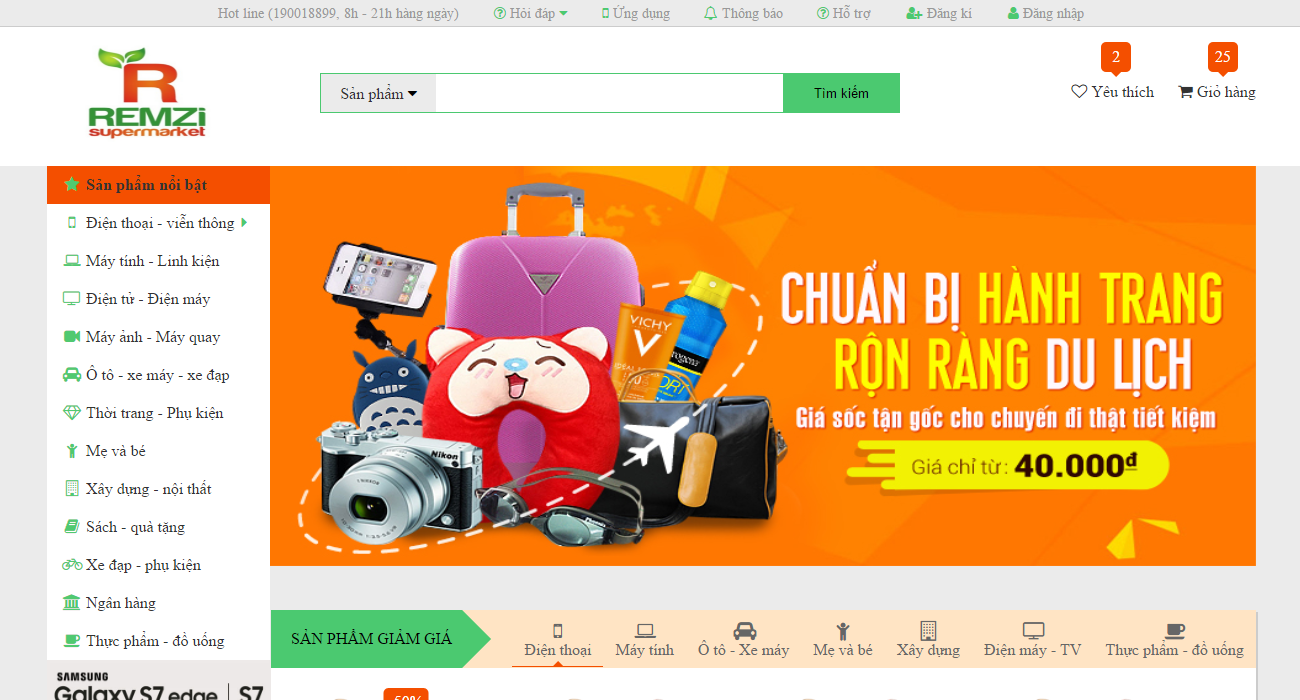 Hot line (190018899, 8h - 21h hàng ngày) Hỏi đáp Ứng dụng Thông báo Hỗ trợ Đăng kí Đăng nhập
REMZi
supermarket
Sản phẩm Tìm kiếm
2 25
Yêu thích Giỏ hàng
Sản phẩm nổi bật
Điện thoại - viễn thông
Máy tính - Linh kiện
Điện tử - Điện máy
Máy ảnh - Máy quay
Ô tô - xe máy - xe đạp
Thời trang - Phụ kiện
Mẹ và bé
Xây dựng - nội thất
Sách - quà tặng
Xe đạp - phụ kiện
Ngân hàng
Thực phẩm - đồ uống
VICHY
V
Nikon
CHUẨN BỊ HÀNH TRANG
RỘN RÀNG DU LỊCH
Giá sốc tận gốc cho chuyến đi thật tiết kiệm
Giá chỉ từ: 40.000đ
SẢN PHẨM GIẢM GIÁ
Điện thoại Máy tính Ô tô - Xe máy Mẹ và bé Xây dựng Điện máy - TV Thực phẩm - đồ uống
SAMSUNG
Galaxy S7 edge | S7
50%